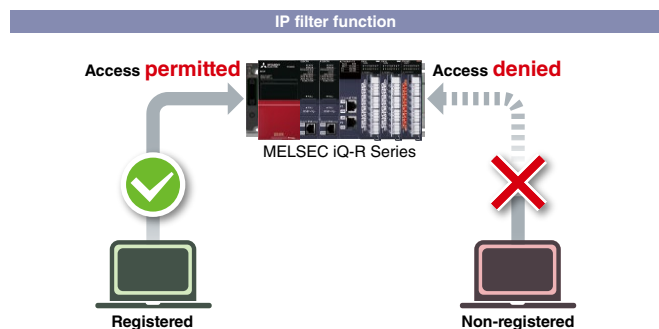 IP filter function
Access permitted
Access denied
MELSEC iQ-R Series
Registered
Non-registered